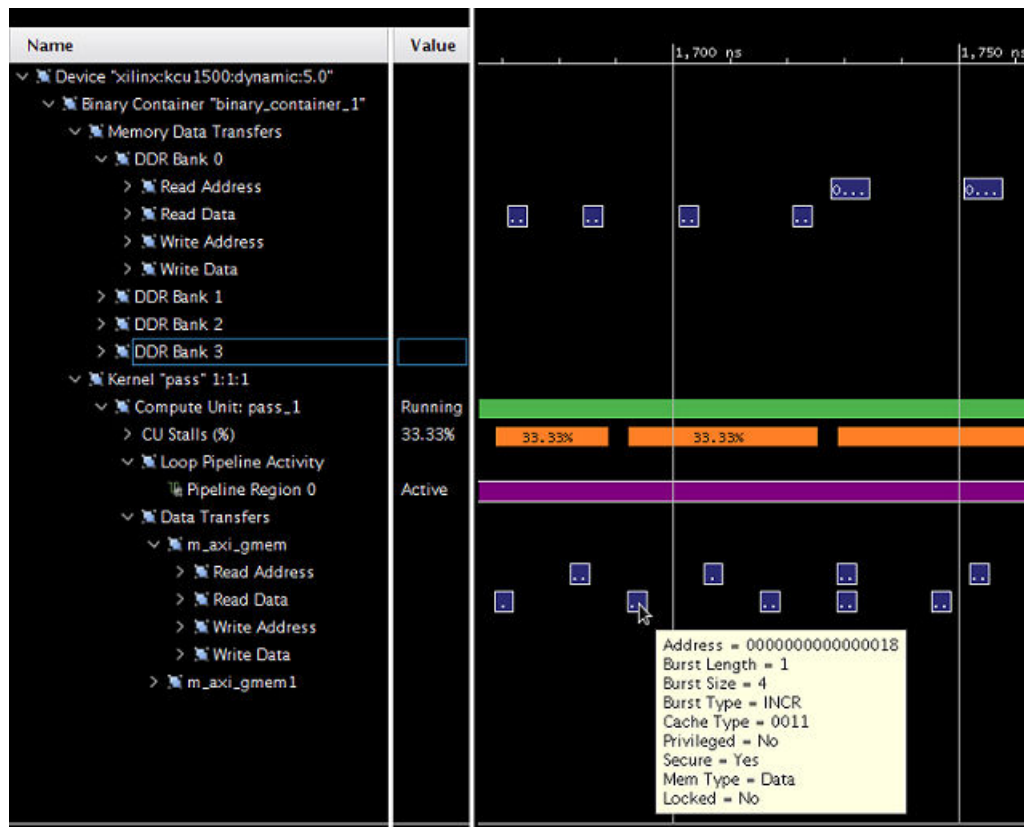 Name Value
1,700 ns 1,750 ns
Device "xilinx:kcu1500:dynamic:5.0"
Binary Container "binary_container_1"
Memory Data Transfers
DDR Bank 0
Read Address 0... 0...
Read Data .. .. .. ..
Write Address
Write Data
DDR Bank 1
DDR Bank 2
DDR Bank 3
Kernel "pass" 1:1:1
Compute Unit: pass_1 Running
CU Stalls (%) 33.33% 33.33% 33.33%
Loop Pipeline Activity
Pipeline Region 0 Active
Data Transfers
m_axi_gmem
Read Address .. . .. ..
Read Data . .. .. .. ..
Write Address
Write Data
m_axi_gmem1
Address = 0000000000000018
Burst Length = 1
Burst Size = 4
Burst Type = INCR
Cache Type = 0011
Privileged = No
Secure = Yes
Mem Type = Data
Locked = No